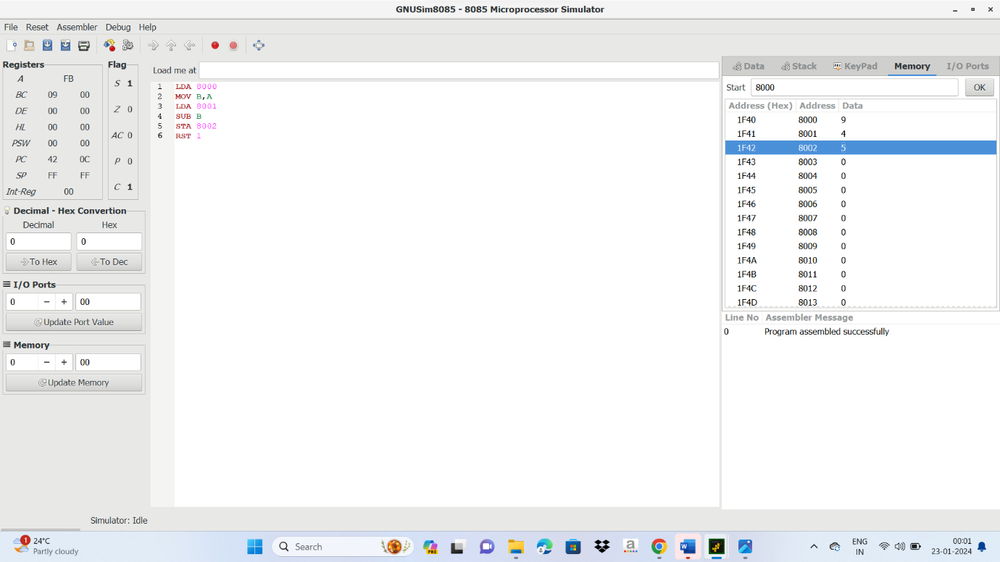 GNUSim8085 - 8085 Microprocessor Simulator
File Reset Assembler Debug Help
Registers
A FB
BC 09 00
DE 00 00
HL 00 00
PSW 00 00
PC 42 0C
SP FF FF
Int-Reg 00
Flag
S 1
Z 0
AC 0
P 0
C 1
Decimal - Hex Convertion
Decimal Hex
0 0
To Hex To Dec
I/O Ports
0 − + 00
Update Port Value
Memory
0 − + 00
Update Memory
Load me at
1 LDA 8000
2 MOV B,A
3 LDA 8001
4 SUB B
5 STA 8002
6 RST 1
Data Stack KeyPad Memory I/O Ports
Start 8000 OK
Address (Hex) Address Data
1F40 8000 9
1F41 8001 4
1F42 8002 5
1F43 8003 0
1F44 8004 0
1F45 8005 0
1F46 8006 0
1F47 8007 0
1F48 8008 0
1F49 8009 0
1F4A 8010 0
1F4B 8011 0
1F4C 8012 0
1F4D 8013 0
Line No Assembler Message
0 Program assembled successfully
Simulator: Idle
1 24°C
Partly cloudy
Search
PRE
a
W
ENG
IN
00:01
23-01-2024